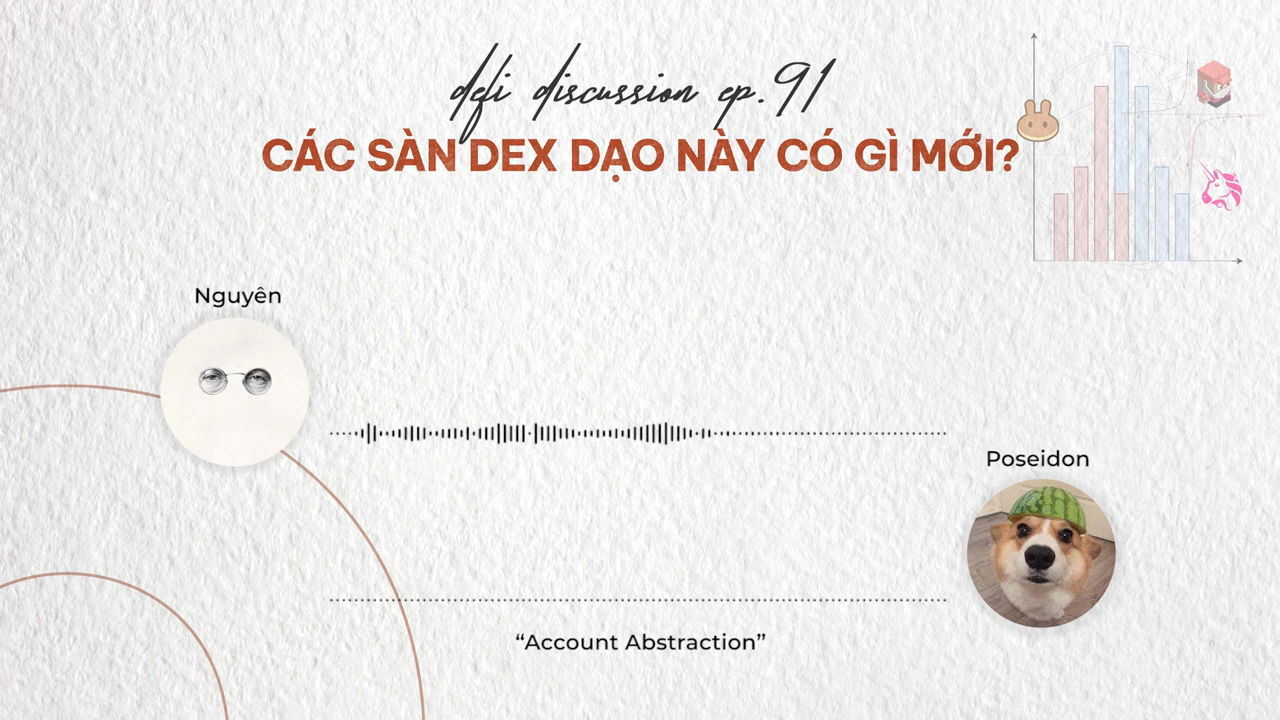 defi discussion ep.91
CÁC SÀN DEX DẠO NÀY CÓ GÌ MỚI?
Nguyên
Poseidon
“Account Abstraction”